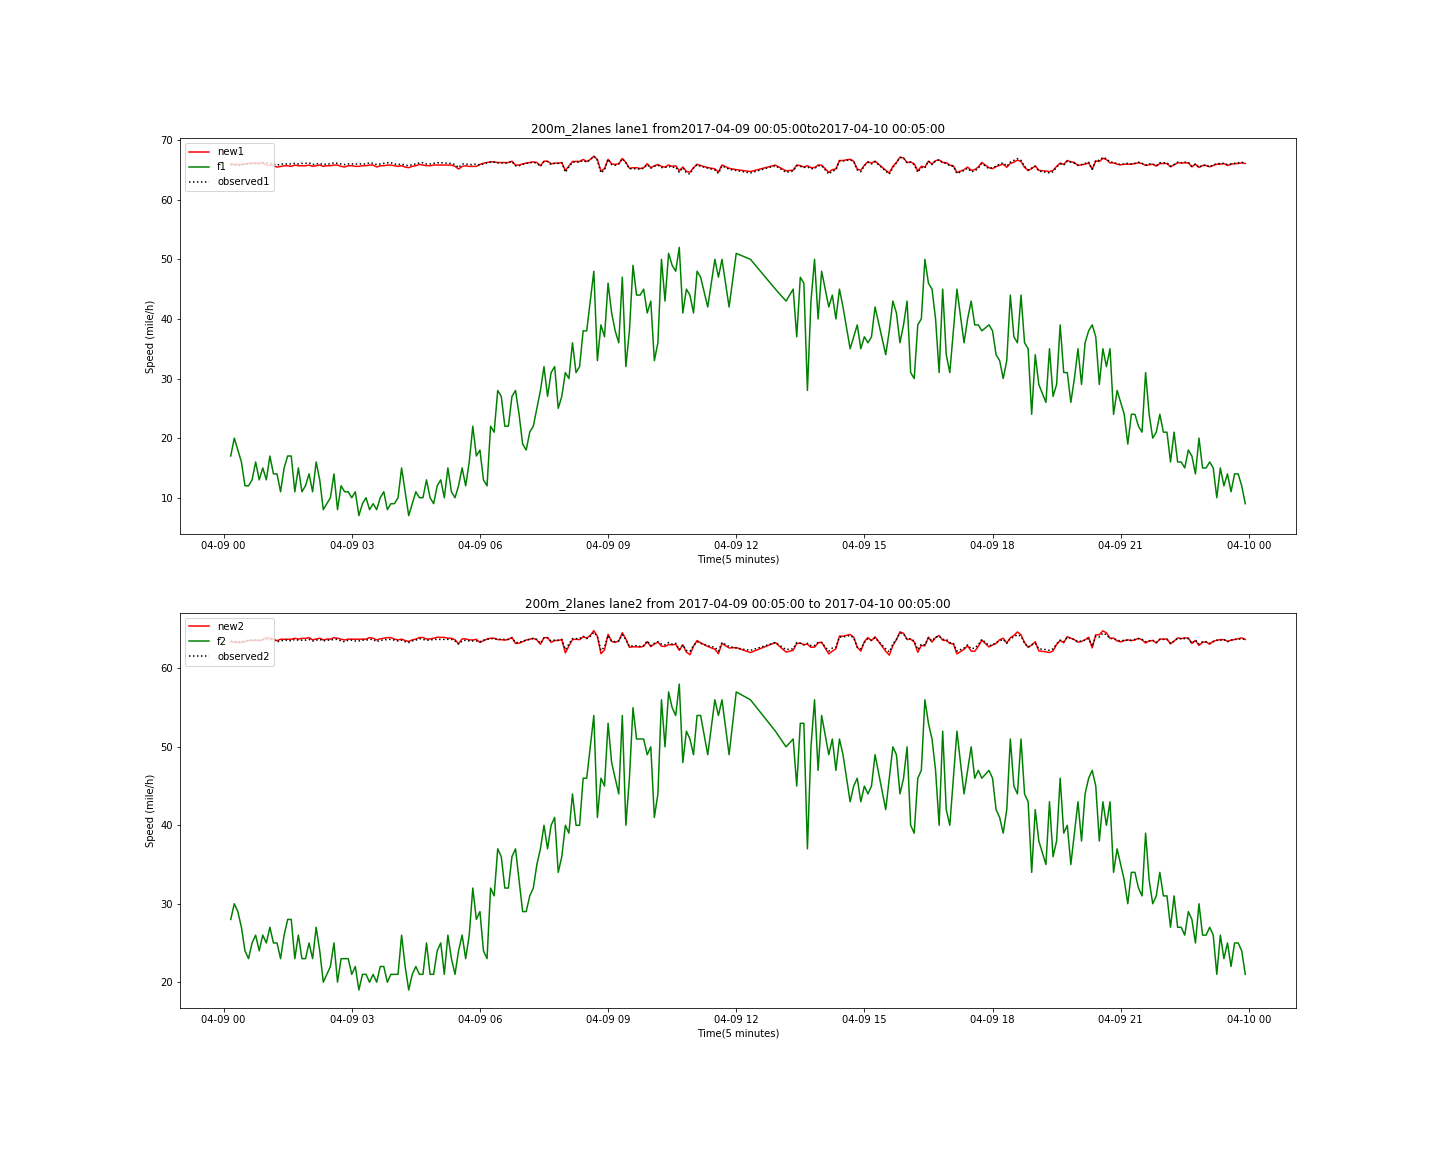 200m_2lanes lane1 from2017-04-09 00:05:00to2017-04-10 00:05:00
new1
f1
observed1
70
60
50
40
30
20
10
Speed (mile/h)
04-09 00 04-09 03 04-09 06 04-09 09 04-09 12 04-09 15 04-09 18 04-09 21 04-10 00
Time(5 minutes)
200m_2lanes lane2 from 2017-04-09 00:05:00 to 2017-04-10 00:05:00
new2
f2
observed2
60
50
40
30
20
Speed (mile/h)
04-09 00 04-09 03 04-09 06 04-09 09 04-09 12 04-09 15 04-09 18 04-09 21 04-10 00
Time(5 minutes)